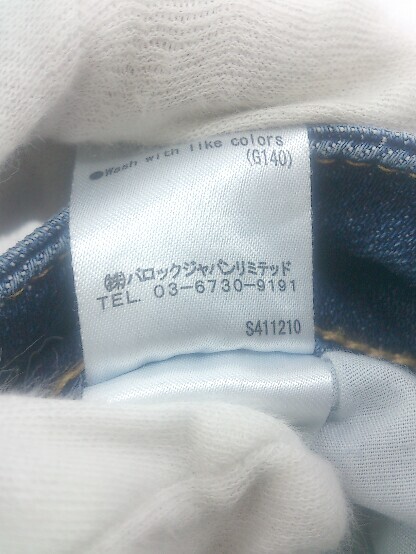 ●Wash with like colors
(G140)
㈱バロックジャパンリミテッド
TEL. 03-6730-9191
S411210